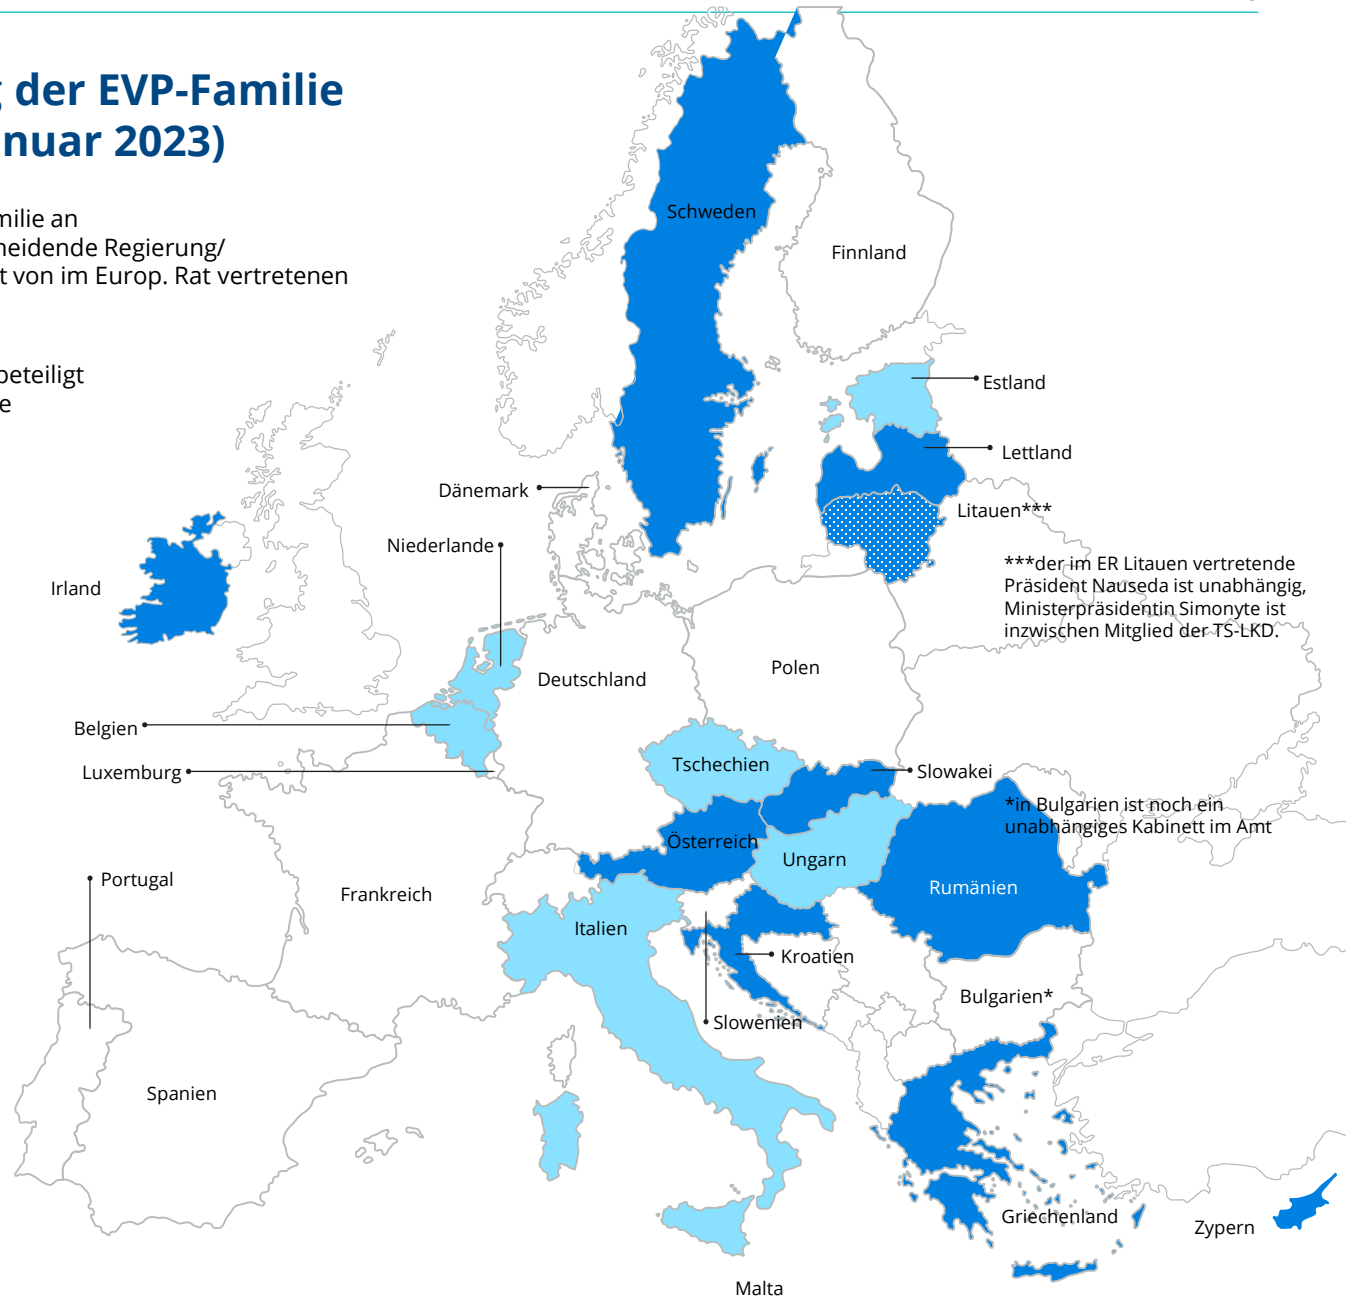 der EVP-Familie
2023)
an
Regierung/
von im Europ. Rat vertretenen
beteiligt
Schweden
Finnland
Estland
Lettland
Dänemark
Litauen***
Niederlande
***der im ER Litauen vertretende
Präsident Nauseda ist unabhängig,
Ministerpräsidentin Simonyte ist
inzwischen Mitglied der TS-LKD.
Irland
Polen
Deutschland
Belgien
Tschechien
Luxemburg
Slowakei
*in Bulgarien ist noch ein
unabhängiges Kabinett im Amt
Österreich
Ungarn
Portugal
Frankreich
Rumänien
Italien
Kroatien
Bulgarien*
Slowenien
Spanien
Griechenland
Zypern
Malta